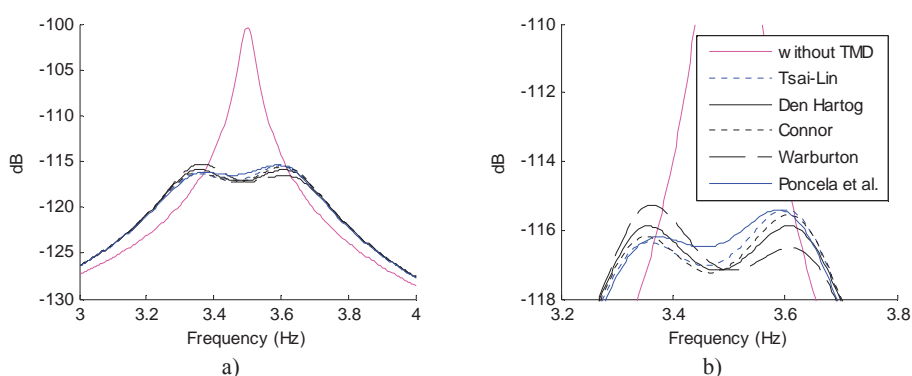 -100
-105
-110
-115
-120
-125
-130
dB
3
3.2
3.4
3.6
3.8
4
Frequency (Hz)
a)
-110
-112
-114
-116
-118
dB
3.2
3.4
3.6
3.8
Frequency (Hz)
b)
without TMD
Tsai-Lin
Den Hartog
Connor
Warburton
Poncela et al.